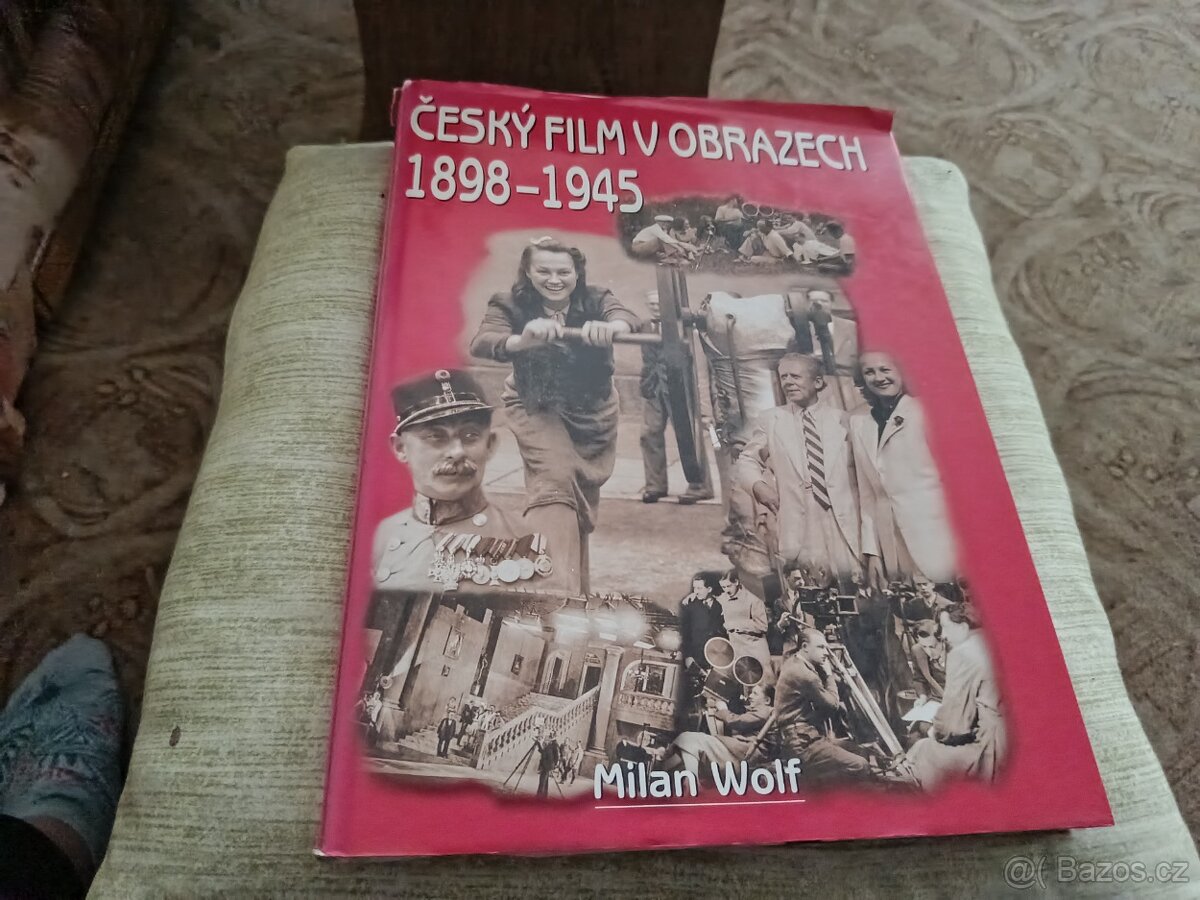 ČESKÝ FILM V OBRAZECH
1898-1945
Milan Wolf
@( Bazos.cz